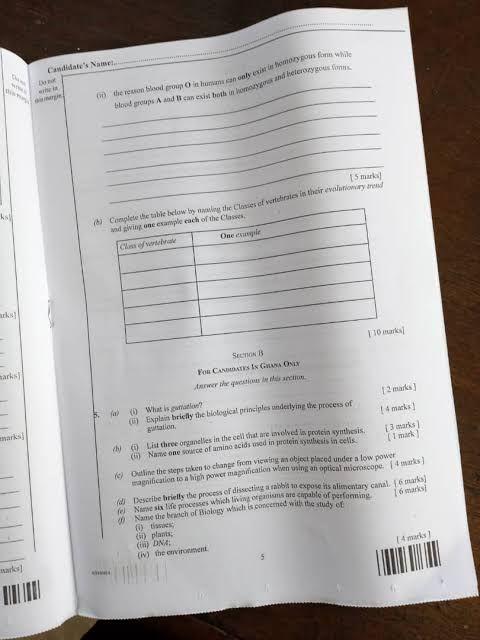 Candidate's Name:
Do not
write in
this margin
(ii) the reason blood group O in humans can only exist in homozygous form while
blood groups A and B can exist both in homozygous and heterozygous forms.
[ 5 marks]
(b) Complete the table below by naming the Classes of vertebrates in their evolutionary trend
and giving one example each of the Classes.
Class of vertebrate One example
[ 10 marks]
SECTION B
FOR CANDIDATES IN GHANA ONLY
Answer the questions in this section.
5. (a) (i) What is guttation? [ 2 marks ]
(ii) Explain briefly the biological principles underlying the process of
guttation. [ 4 marks ]
(b) (i) List three organelles in the cell that are involved in protein synthesis. [ 3 marks ]
(ii) Name one source of amino acids used in protein synthesis in cells. [ 1 mark ]
(c) Outline the steps taken to change from viewing an object placed under a low power
magnification to a high power magnification when using an optical microscope. [ 4 marks ]
(d) Describe briefly the process of dissecting a rabbit to expose its alimentary canal. [ 6 marks]
(e) Name six life processes which living organisms are capable of performing. [ 6 marks]
(f) Name the branch of Biology which is concerned with the study of:
(i) tissues;
(ii) plants;
(iii) DNA;
(iv) the environment. [ 4 marks ]
5